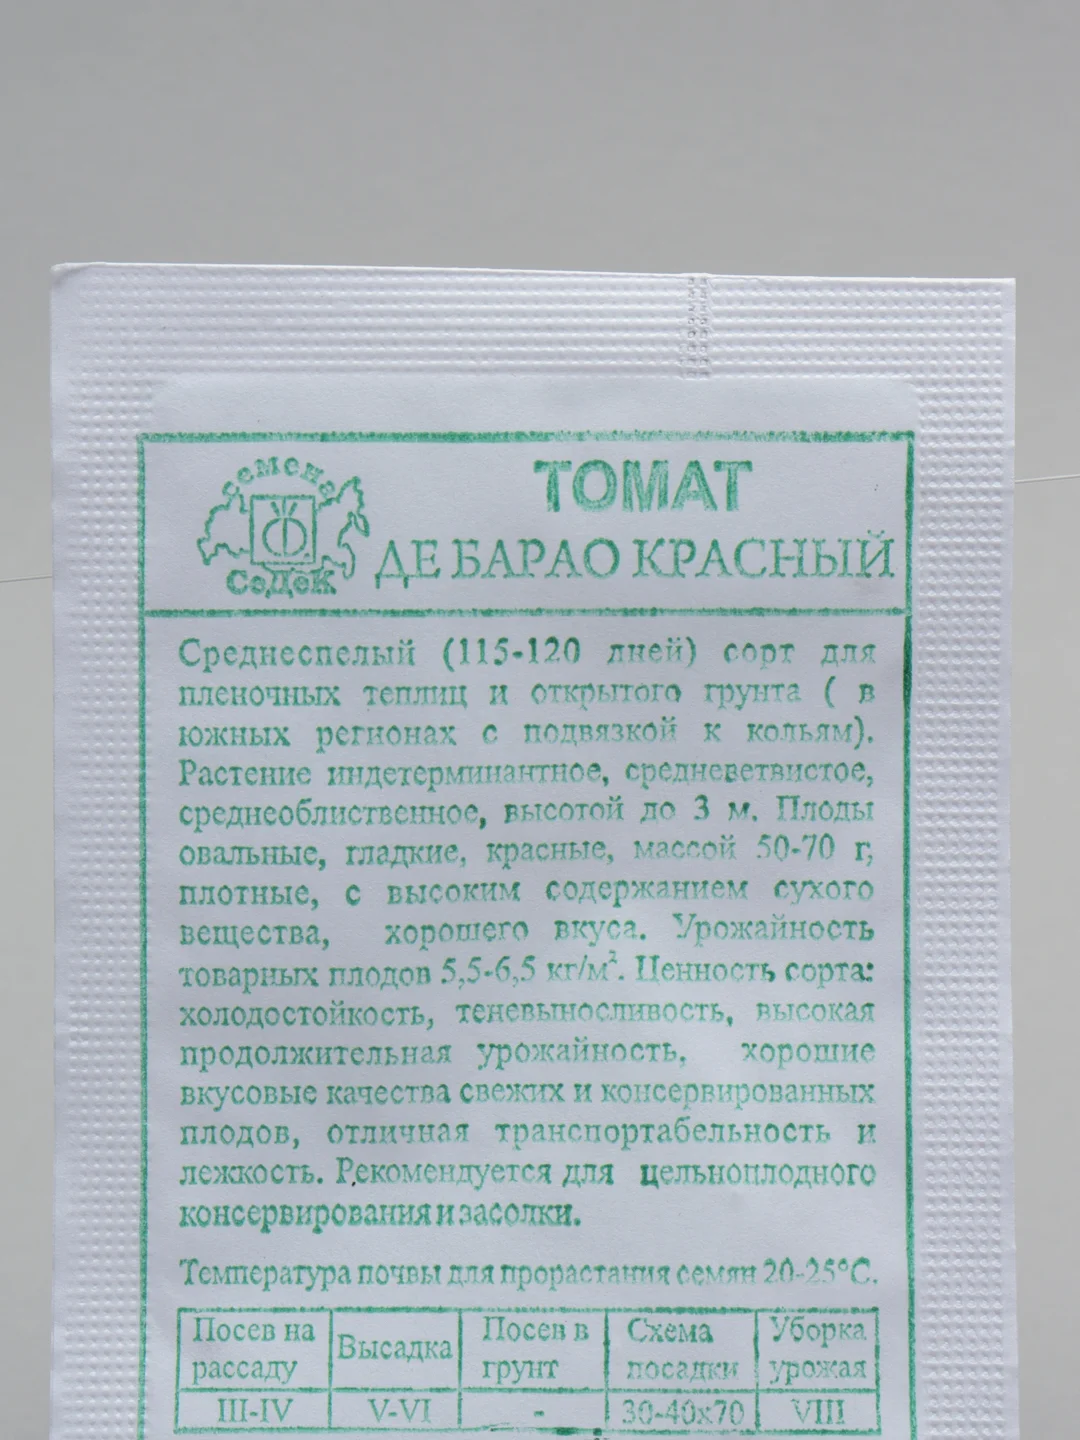 семена
СеДеК
ТОМАТ
ДЕ БАРАО КРАСНЫЙ
Среднеспелый (115-120 дней) сорт для
пленочных теплиц и открытого грунта ( в
южных регионах с подвязкой к кольям).
Растение индетерминантное, средневетвистое,
среднеоблиственное, высотой до 3 м. Плоды
овальные, гладкие, красные, массой 50-70 г,
плотные, с высоким содержанием сухого
вещества, хорошего вкуса. Урожайность
товарных плодов 5,5-6,5 кг/м². Ценность сорта:
холодостойкость, теневыносливость, высокая
продолжительная урожайность, хорошие
вкусовые качества свежих и консервированных
плодов, отличная транспортабельность и
лежкость. Рекомендуется для цельноплодного
консервирования и засолки.
Температура почвы для прорастания семян 20-25°С.
Посев на рассаду Высадка Посев в грунт Схема посадки Уборка урожая
III-IV V-VI - 30-40х70 VIII